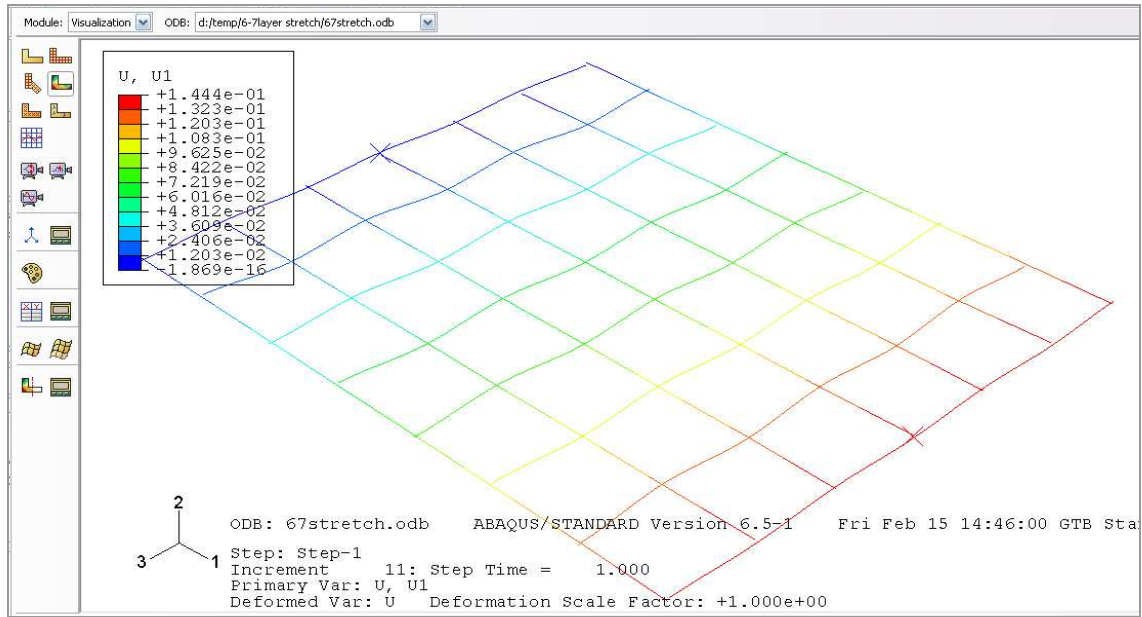 Module: Visualization ODB: d:/temp/6-7layer stretch/67stretch.odb
U, U1
+1.444e-01
+1.323e-01
+1.203e-01
+1.083e-01
+9.625e-02
+8.422e-02
+7.219e-02
+6.016e-02
+4.812e-02
+3.609e-02
+2.406e-02
+1.203e-02
-1.869e-16
2
3
1
ODB: 67stretch.odb ABAQUS/STANDARD Version 6.5-1 Fri Feb 15 14:46:00 GTB Sta
Step: Step-1
Increment 11: Step Time = 1.000
Primary Var: U, U1
Deformed Var: U Deformation Scale Factor: +1.000e+00